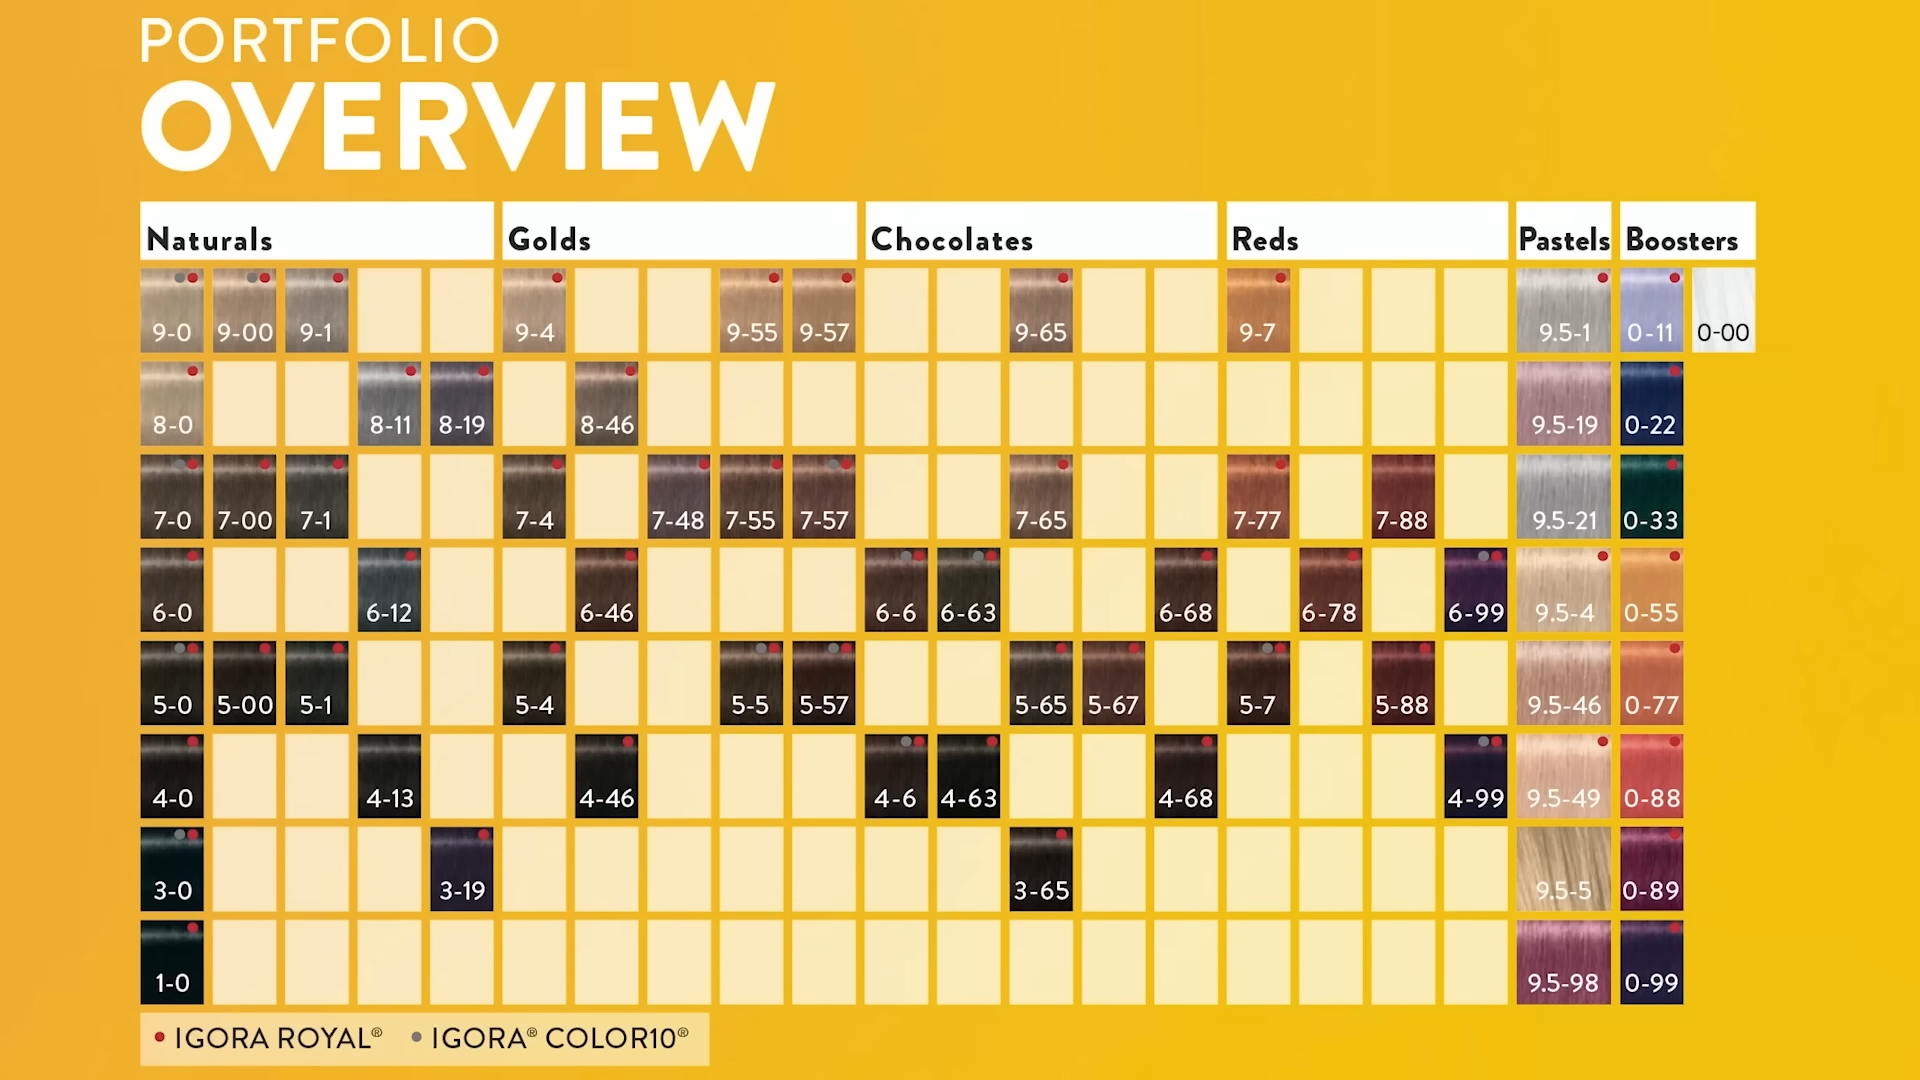 PORTFOLIO
OVERVIEW
Naturals Golds Chocolates Reds Pastels Boosters
9-0 9-00 9-1 9-4 9-55 9-57 9-65 9-7 9.5-1 0-11 0-00
8-0 8-11 8-19 8-46 9.5-19 0-22
7-0 7-00 7-1 7-4 7-48 7-55 7-57 7-65 7-77 7-88 9.5-21 0-33
6-0 6-12 6-46 6-6 6-63 6-68 6-78 6-99 9.5-4 0-55
5-0 5-00 5-1 5-4 5-5 5-57 5-65 5-67 5-7 5-88 9.5-46 0-77
4-0 4-13 4-46 4-6 4-63 4-68 4-99 9.5-49 0-88
3-0 3-19 3-65 9.5-5 0-89
1-0 9.5-98 0-99
IGORA ROYAL® IGORA® COLOR10®